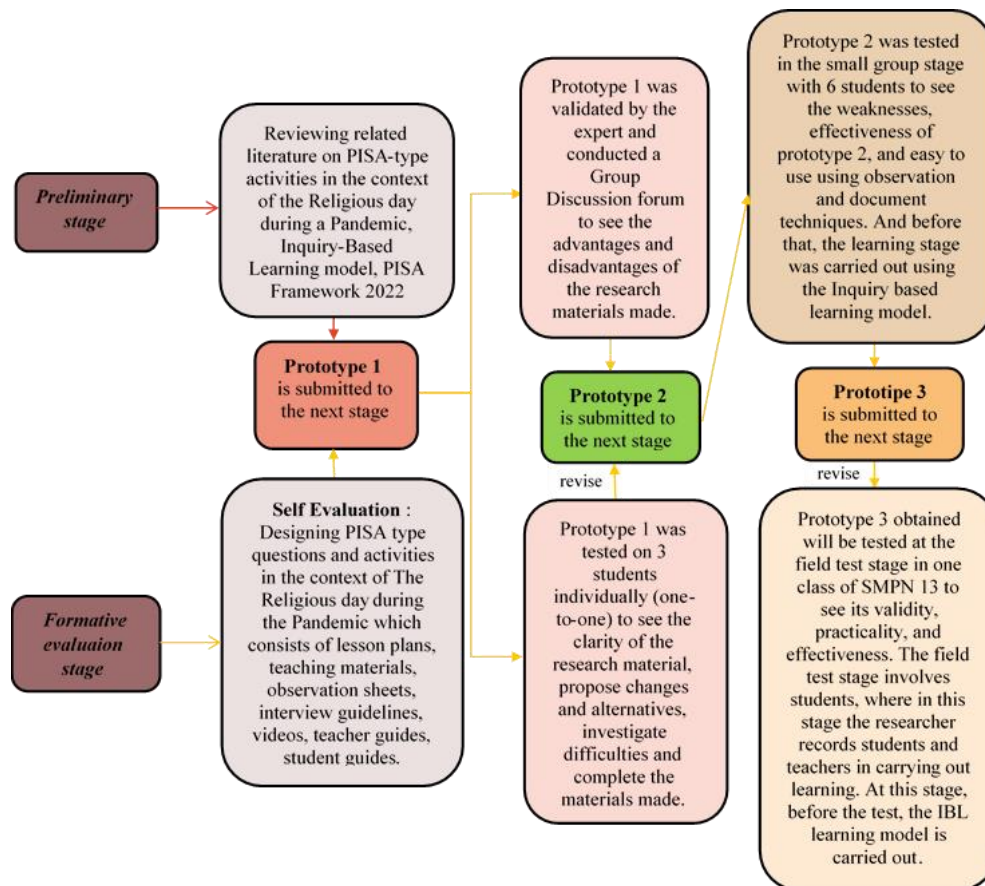 Preliminary
stage
Reviewing related
literature on PISA-type
activities in the context
of the Religious day
during a Pandemic,
Inquiry-Based
Learning model, PISA
Framework 2022
Prototype 1
is submitted to
the next stage
Formative
evaluaion
stage
Self Evaluation :
Designing PISA type
questions and activities
in the context of The
Religious day during
the Pandemic which
consists of lesson plans,
teaching materials,
observation sheets,
interview guidelines,
videos, teacher guides,
student guides.
Prototype 1 was
validated by the
expert and
conducted a
Group
Discussion forum
to see the
advantages and
disadvantages of
the research
materials made.
Prototype 2
is submitted to
the next stage
revise
Prototype 1 was
tested on 3
students
individually (one-
to-one) to see the
clarity of the
research material,
propose changes
and alternatives,
investigate
difficulties and
complete the
materials made.
Prototype 2 was tested
in the small group stage
with 6 students to see
the weaknesses,
effectiveness of
prototype 2, and easy to
use using observation
and document
techniques. And before
that, the learning stage
was carried out using
the Inquiry based
learning model.
Prototipe 3
is submitted to
the next stage
revise
Prototype 3 obtained
will be tested at the
field test stage in one
class of SMPN 13 to
see its validity,
practicality, and
effectiveness. The field
test stage involves
students, where in this
stage the researcher
records students and
teachers in carrying out
learning. At this stage,
before the test, the IBL
learning model is
carried out.